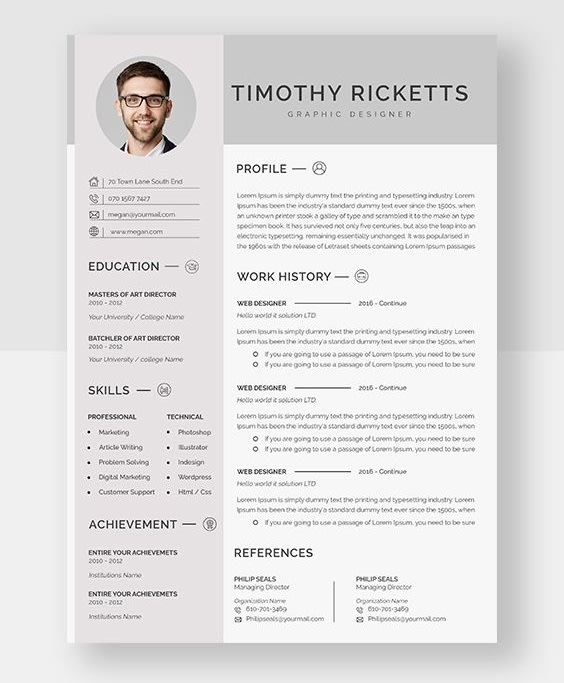 TIMOTHY RICKETTS
GRAPHIC DESIGNER
70 Town Lane South End
070 1567 7427
megan@yourmail.com
www.megan.com
EDUCATION
MASTERS OF ART DIRECTOR
2010 - 2012
Your University / College Name
BATCHLER OF ART DIRECTOR
2010 - 2012
Your University / college Name
SKILLS
PROFESSIONAL
Marketing
Article Writing
Problem Solving
Digital Marketing
Customer Support
TECHNICAL
Photoshop
Illustrator
Indesign
Wordpress
Html / Css
ACHIEVEMENT
ENTIRE YOUR ACHIEVEMETS
2010 - 2012
Institutions Name
ENTIRE YOUR ACHIEVEMETS
2010 - 2012
Institutions Name
PROFILE
Lorem Ipsum is simply dummy text the printing and typesetting industry. Lorem
Ipsum has been the industry's standard dummy text ever since the 1500s, when
an unknown printer took a galley of type and scrambled it to make a type
specimen book. It has survived not only five centuries, but also the leap into an
electronic typesetting, remaining essentially unchanged. It was popularised in
the 1960s with the release of Letraset sheets containing Lorem Ipsum passages
WORK HISTORY
WEB DESIGNER 2016 - Continue
Hello world it solution LTD
Lorem Ipsum is simply dummy text the printing and typesetting industry. Lorem
Ipsum has been the industry's standard dummy text ever since the 1500s, when
If you are going to use a passage of Lorem Ipsum, you need to be sure
If you are going to use a passage of Lorem Ipsum, you need to be sure
WEB DESIGNER 2016 - Continue
Hello world it solution LTD
Lorem Ipsum is simply dummy text the printing and typesetting industry. Lorem
Ipsum has been the industry's standard dummy text ever since the 1500s, when
If you are going to use a passage of Lorem Ipsum, you need to be sure
If you are going to use a passage of Lorem Ipsum, you need to be sure
WEB DESIGNER 2016 - Continue
Hello world it solution LTD
Lorem Ipsum is simply dummy text the printing and typesetting industry. Lorem
Ipsum has been the industry's standard dummy text ever since the 1500s, when
If you are going to use a passage of Lorem Ipsum, you need to be sure
REFERENCES
PHILIP SEALS
Managing Director
Organization Name
610-701-3469
Philipseals@yourmail.com
PHILIP SEALS
Managing Director
Organization Name
610-701-3469
Philipseals@yourmail.com